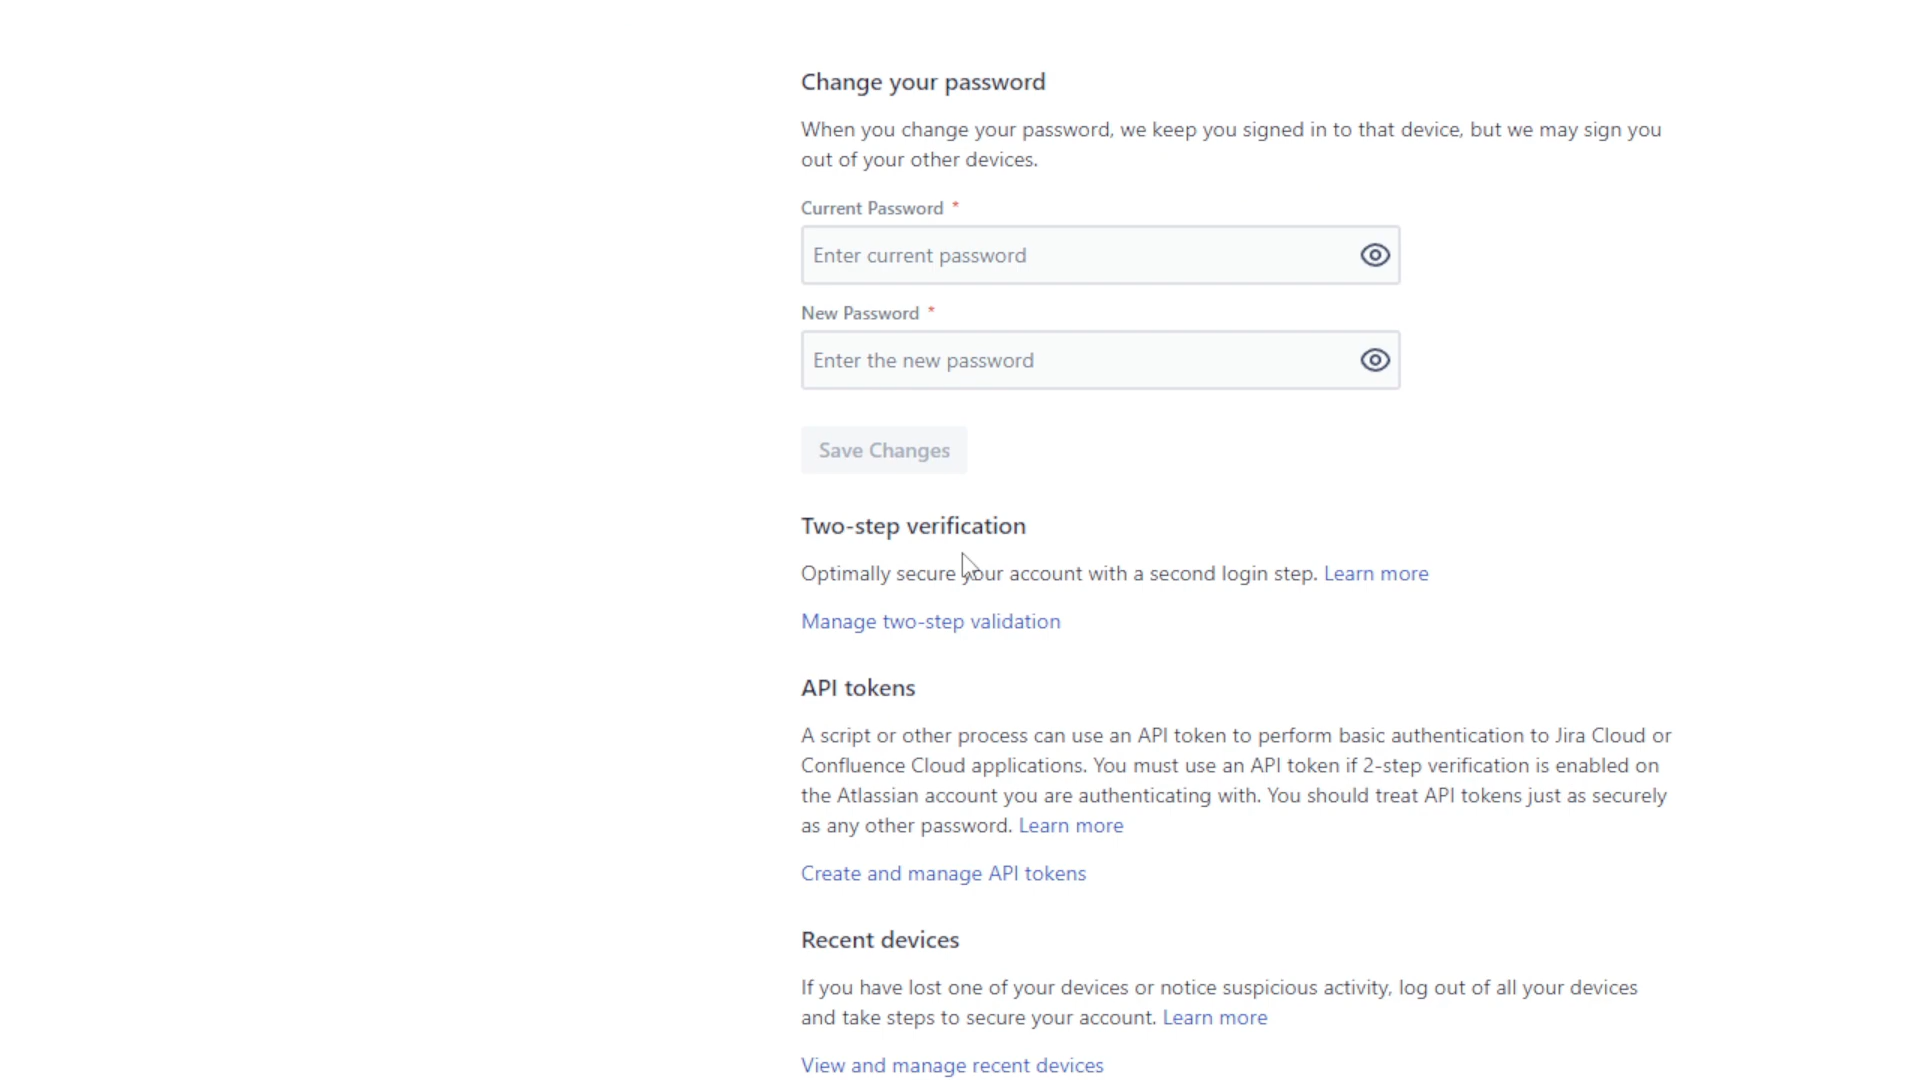 Change your password
When you change your password, we keep you signed in to that device, but we may sign you
out of your other devices.
Current Password *
Enter current password
New Password *
Enter the new password
Save Changes
Two-step verification
Optimally secure your account with a second login step. Learn more
Manage two-step validation
API tokens
A script or other process can use an API token to perform basic authentication to Jira Cloud or
Confluence Cloud applications. You must use an API token if 2-step verification is enabled on
the Atlassian account you are authenticating with. You should treat API tokens just as securely
as any other password. Learn more
Create and manage API tokens
Recent devices
If you have lost one of your devices or notice suspicious activity, log out of all your devices
and take steps to secure your account. Learn more
View and manage recent devices